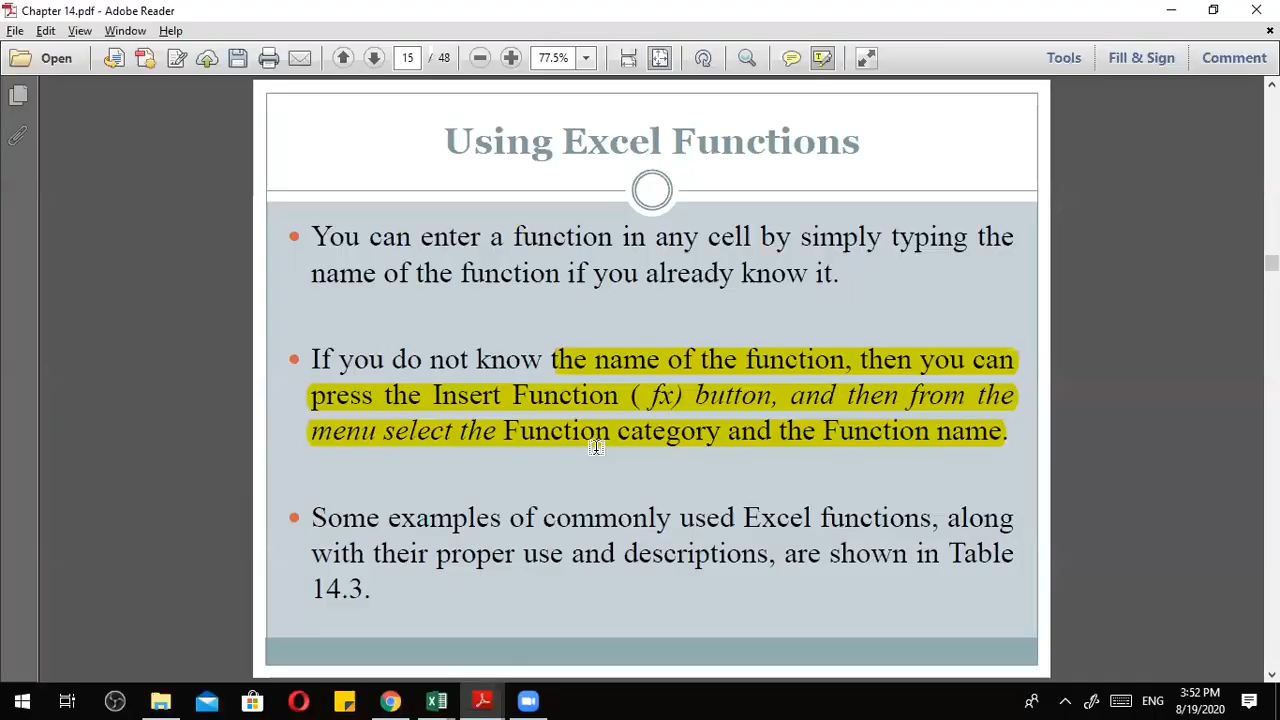 Chapter 14.pdf - Adobe Reader
File Edit View Window Help
Open 15 / 48 77.5% Tools Fill & Sign Comment
Using Excel Functions
• You can enter a function in any cell by simply typing the
name of the function if you already know it.
• If you do not know the name of the function, then you can
press the Insert Function ( fx) button, and then from the
menu select the Function category and the Function name.
• Some examples of commonly used Excel functions, along
with their proper use and descriptions, are shown in Table
14.3.
ENG
3:52 PM
8/19/2020